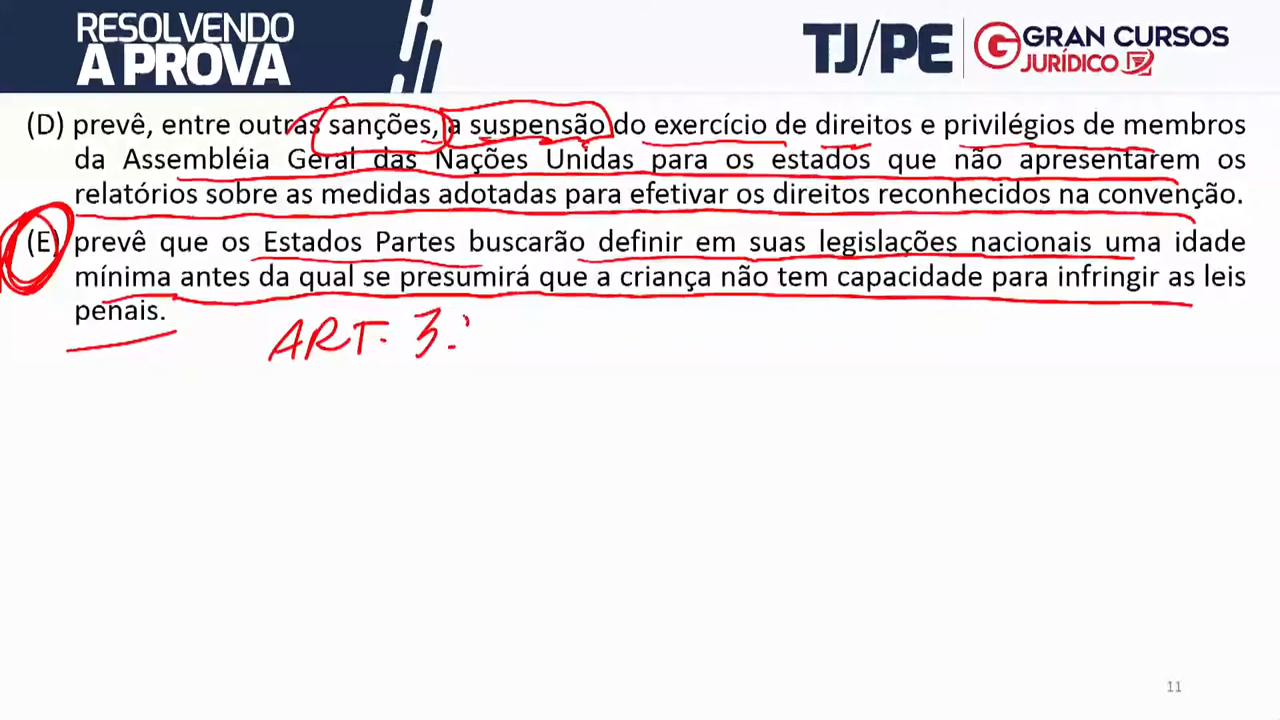 RESOLVENDO
A PROVA
TJ/PE
GRAN CURSOS
JURÍDICO
(D) prevê, entre outras sanções, a suspensão do exercício de direitos e privilégios de membros
da Assembléia Geral das Nações Unidas para os estados que não apresentarem os
relatórios sobre as medidas adotadas para efetivar os direitos reconhecidos na convenção.
(E) prevê que os Estados Partes buscarão definir em suas legislações nacionais uma idade
mínima antes da qual se presumirá que a criança não tem capacidade para infringir as leis
penais.
ART. 3
11